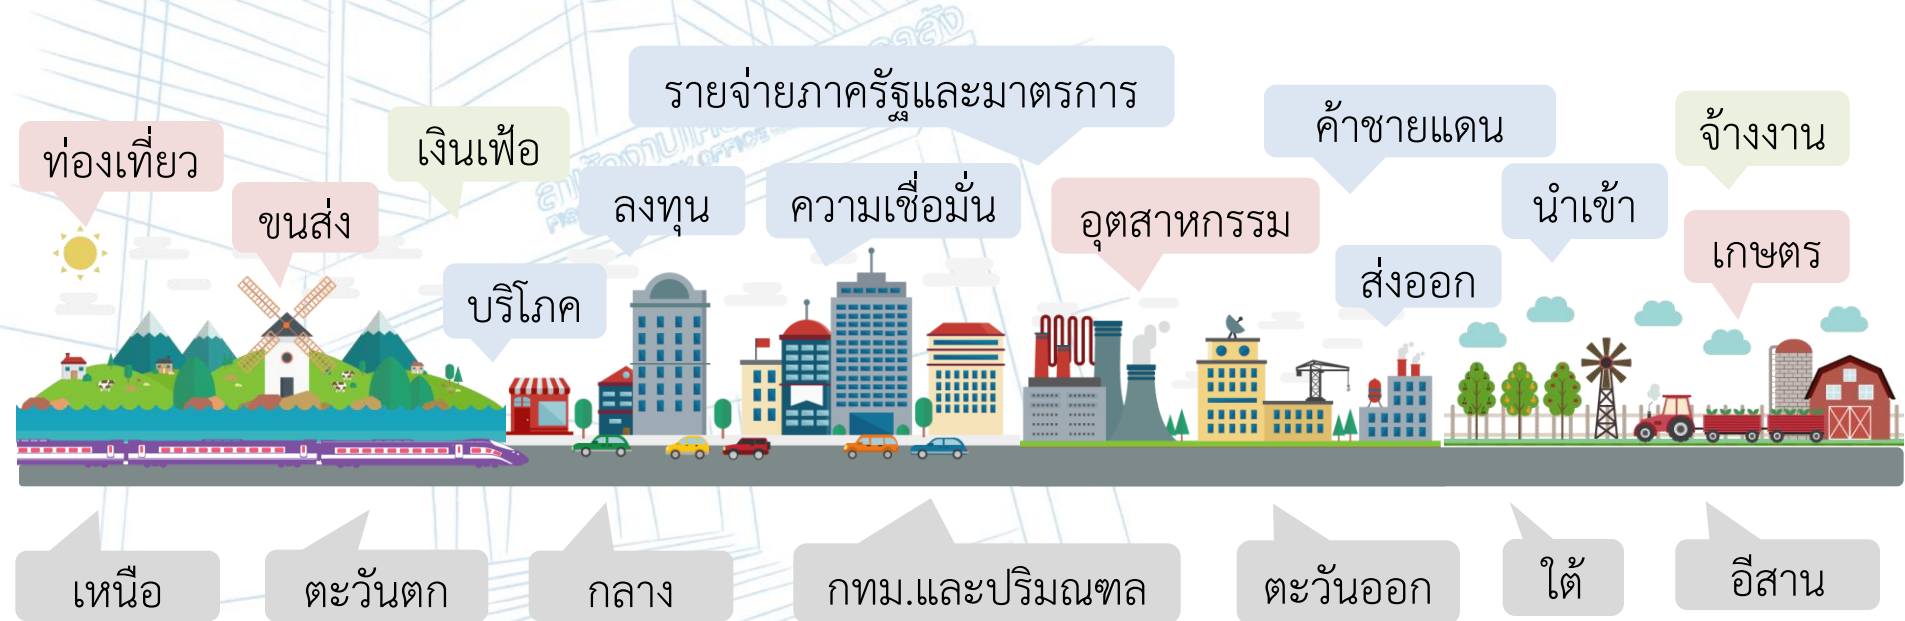 รายจ่ายภาครัฐและมาตรการ
ท่องเที่ยว
เงินเฟ้อ
ค้าชายแดน
จ้างงาน
ขนส่ง
ลงทุน
ความเชื่อมั่น
อุตสาหกรรม
นำเข้า
เกษตร
บริโภค
ส่งออก
เหนือ
ตะวันตก
กลาง
กทม.และปริมณฑล
ตะวันออก
ใต้
อีสาน